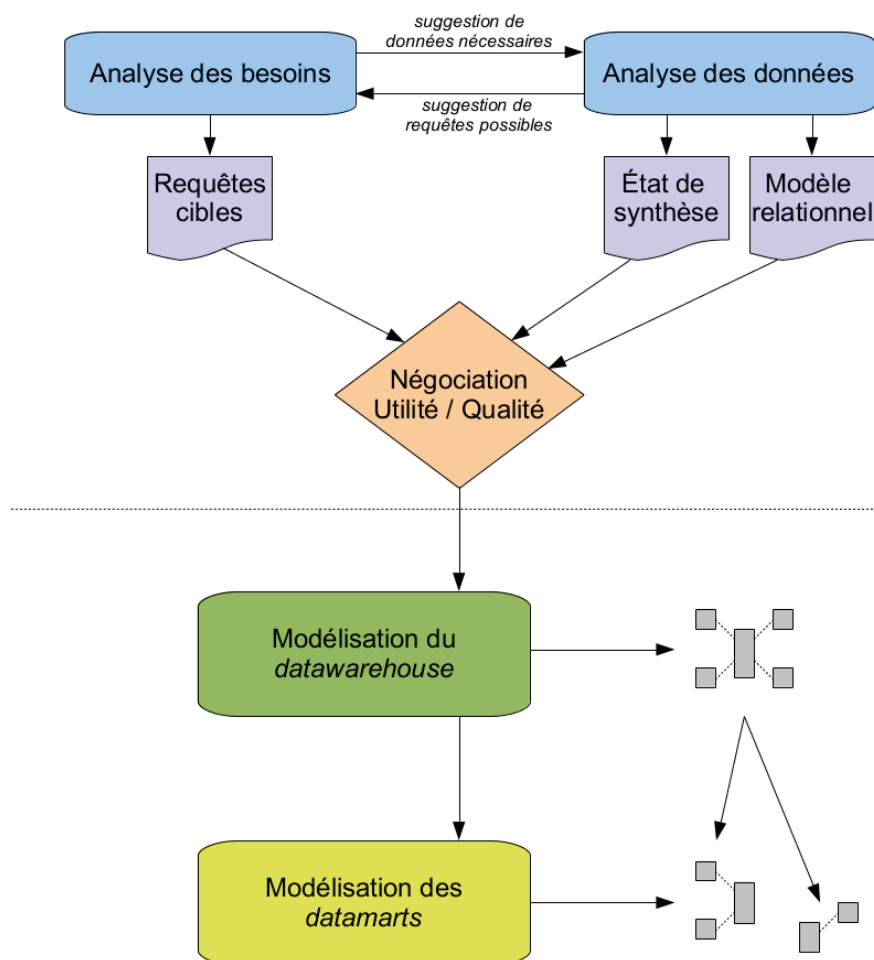 suggestion de
données nécessaires
Analyse des besoins
Analyse des données
suggestion de
requêtes possibles
Requêtes
cibles
État de
synthèse
Modèle
relationnel
Négociation
Utilité / Qualité
Modélisation du
datawarehouse
Modélisation des
datamarts